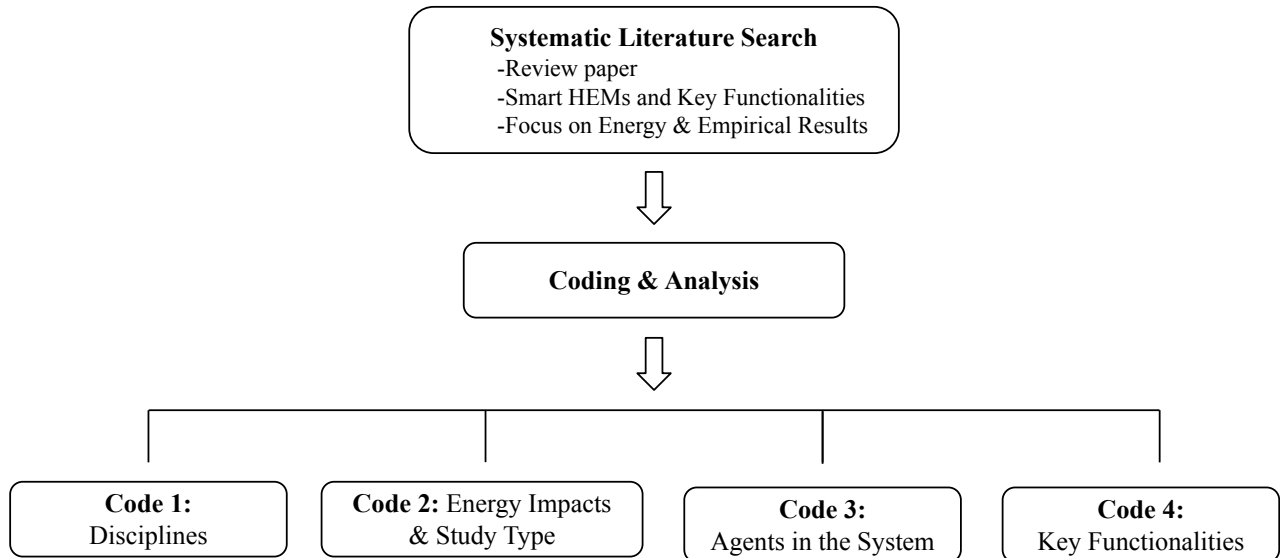 Systematic Literature Search
-Review paper
-Smart HEMs and Key Functionalities
-Focus on Energy & Empirical Results
Coding & Analysis
Code 1:
Disciplines
Code 2: Energy Impacts
& Study Type
Code 3:
Agents in the System
Code 4:
Key Functionalities